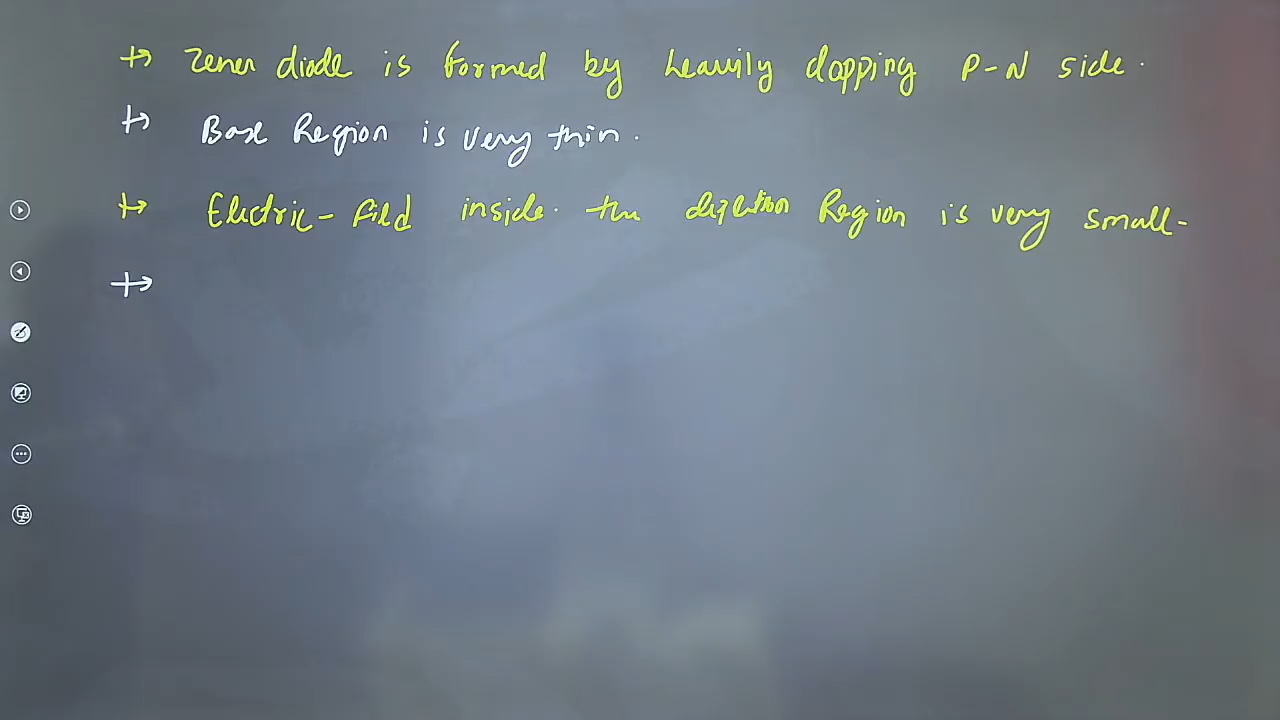 ↦ Zener diode is formed by heavily dopping P-N side.
↦ Base Region is very thin.
↦ Electric-field inside. the depletion Region is very small-
↦